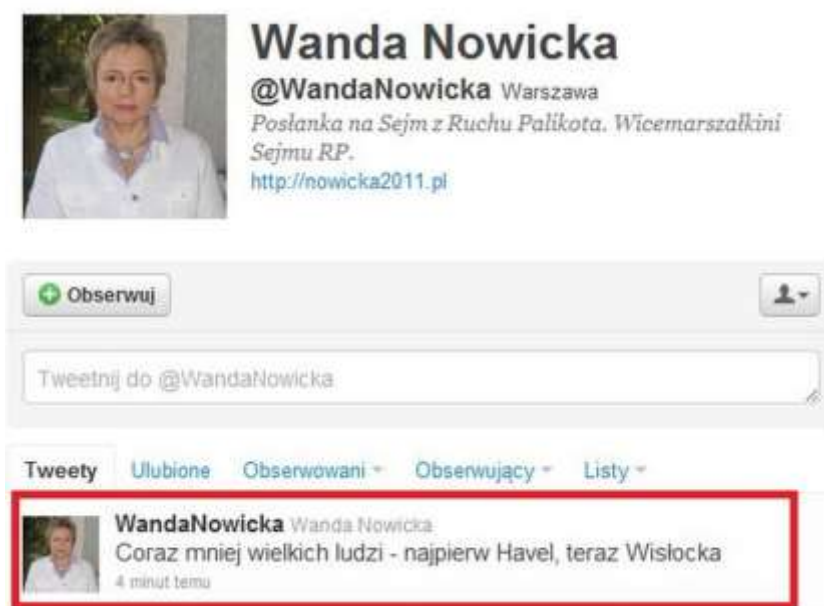 Wanda Nowicka
@WandaNowicka Warszawa
Posłanka na Sejm z Ruchu Palikota. Wicemarszałkini
Sejmu RP.
http://nowicka2011.pl
Obserwuj
Tweetnij do @WandaNowicka
Tweety Ulubione Obserwowani Obserwujący Listy
WandaNowicka Wanda Nowicka
Coraz mniej wielkich ludzi - najpierw Havel, teraz Wisłocka
4 minut temu